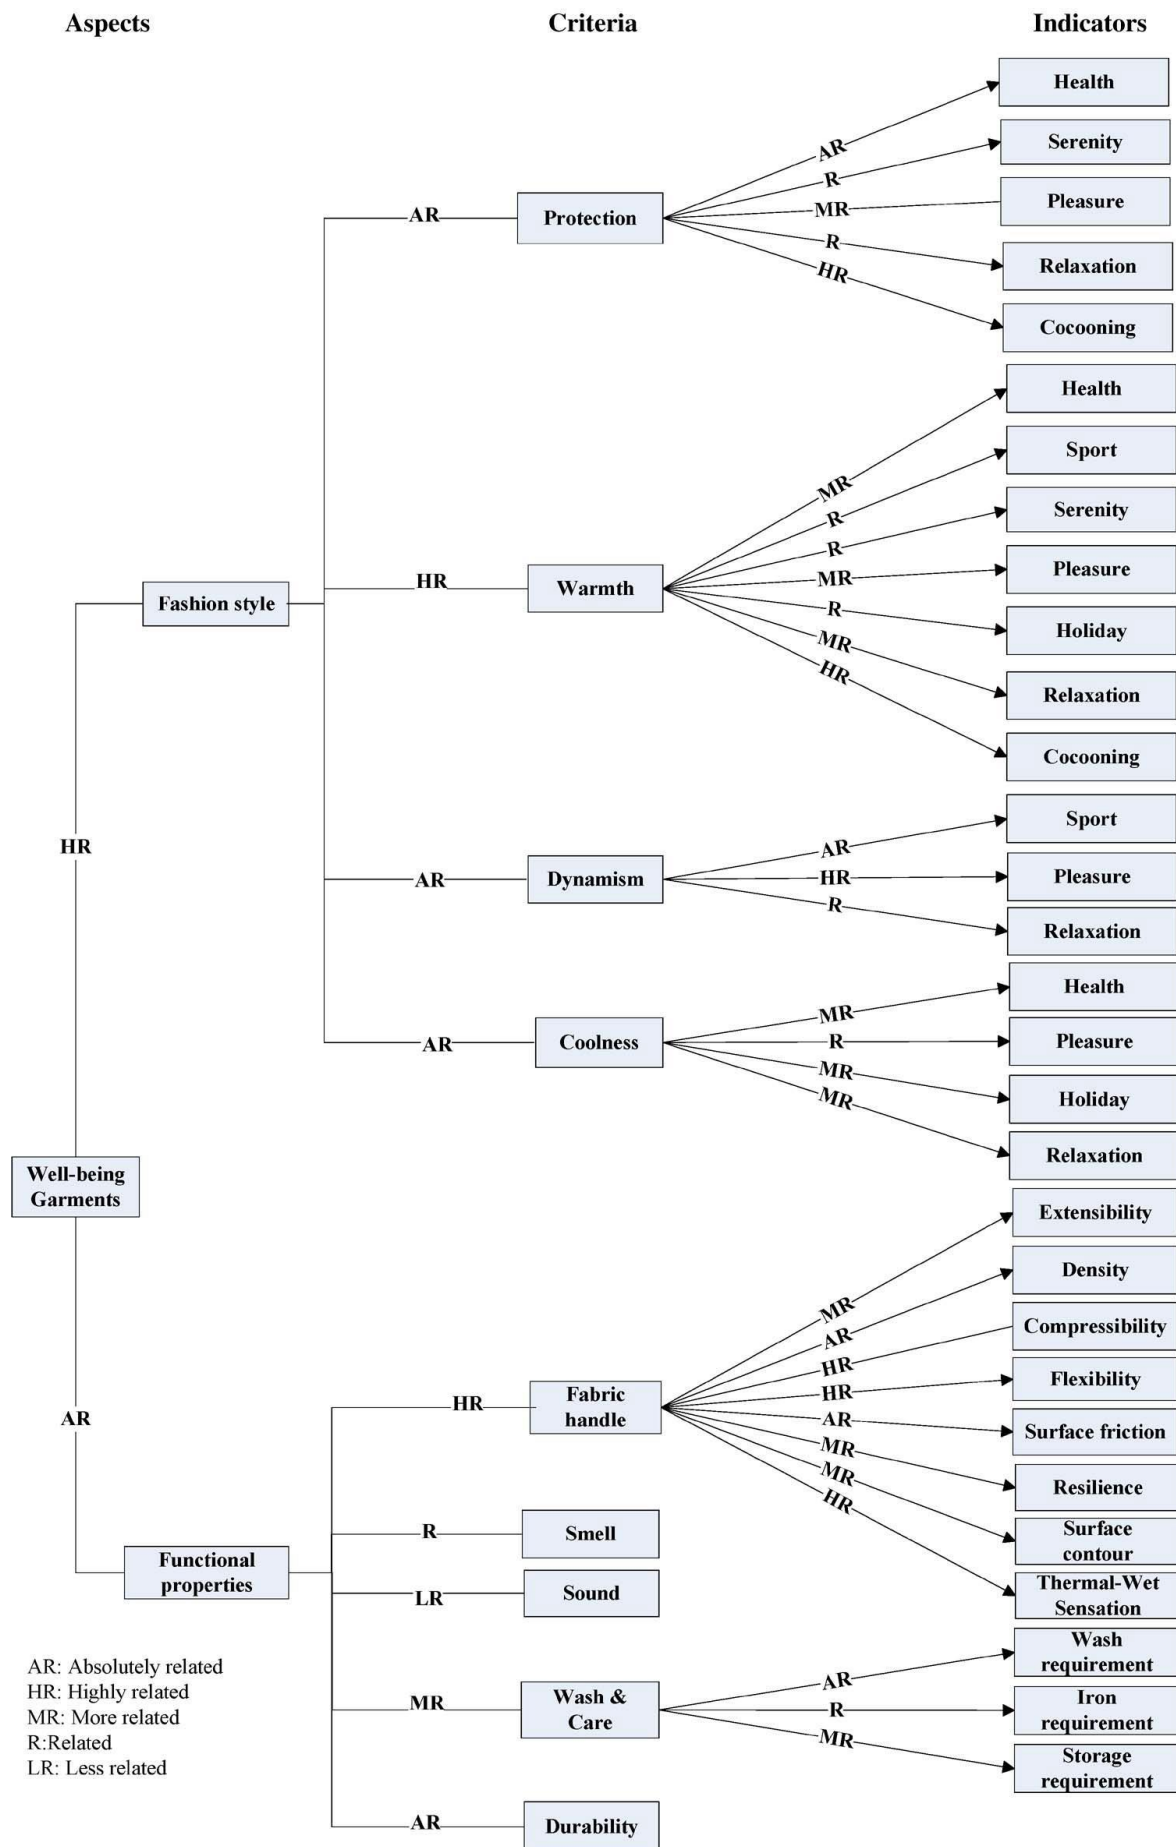 Aspects
Criteria
Indicators
Health
AR
Serenity
R
AR
Protection
MR
Pleasure
R
Relaxation
HR
Cocooning
Health
MR
Sport
R
Serenity
R
HR
Warmth
MR
Pleasure
Fashion style
R
Holiday
MR
Relaxation
HR
Cocooning
HR
Sport
AR
AR
Dynamism
HR
Pleasure
R
Relaxation
Health
MR
AR
Coolness
R
Pleasure
MR
Holiday
MR
Relaxation
Well-being
Garments
Extensibility
MR
Density
AR
Compressibility
HR
Flexibility
HR
HR
Fabric
handle
AR
AR
Surface friction
MR
Resilience
MR
Surface
contour
HR
Thermal-Wet
Sensation
R
Smell
Functional
properties
LR
Sound
Wash
requirement
AR
MR
Wash &
Care
R
Iron
requirement
MR
Storage
requirement
AR
Durability
AR: Absolutely related
HR: Highly related
MR: More related
R:Related
LR: Less related